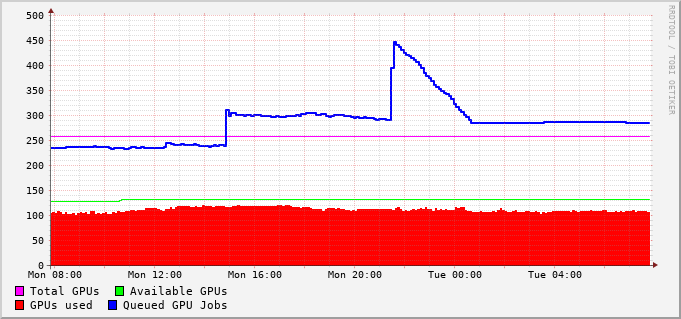 500
450
400
350
300
250
200
150
100
50
0
Mon 08:00 Mon 12:00 Mon 16:00 Mon 20:00 Tue 00:00 Tue 04:00
Total GPUs Available GPUs
GPUs used Queued GPU Jobs
RRDTOOL / TOBI OETIKER